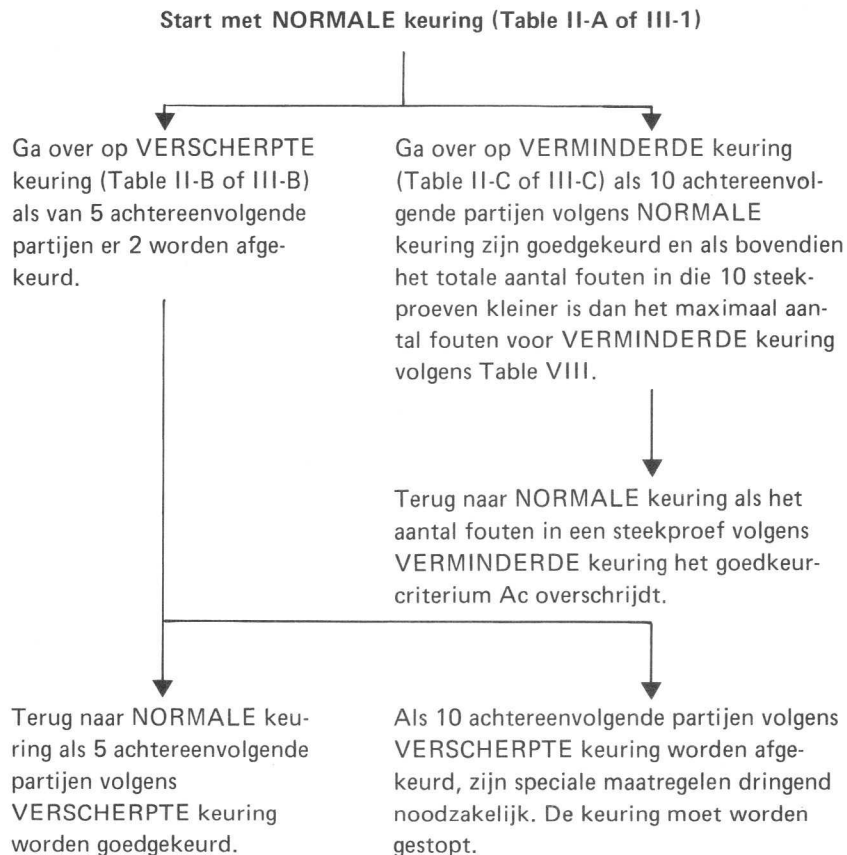 Start met NORMALE keuring (Table II-A of III-1)
Ga over op VERSCHERPTE
keuring (Table II-B of III-B)
als van 5 achtereenvolgende
partijen er 2 worden afge-
keurd.
Ga over op VERMINDERDE keuring
(Table II-C of III-C) als 10 achtereenvol-
gende partijen volgens NORMALE
keuring zijn goedgekeurd en als bovendien
het totale aantal fouten in die 10 steek-
proeven kleiner is dan het maximaal aan-
tal fouten voor VERMINDERDE keuring
volgens Table VIII.
Terug naar NORMALE keuring als het
aantal fouten in een steekproef volgens
VERMINDERDE keuring het goedkeur-
criterium Ac overschrijdt.
Terug naar NORMALE keu-
ring als 5 achtereenvolgende
partijen volgens
VERSCHERPTE keuring
worden goedgekeurd.
Als 10 achtereenvolgende partijen volgens
VERSCHERPTE keuring worden afge-
keurd, zijn speciale maatregelen dringend
noodzakelijk. De keuring moet worden
gestopt.